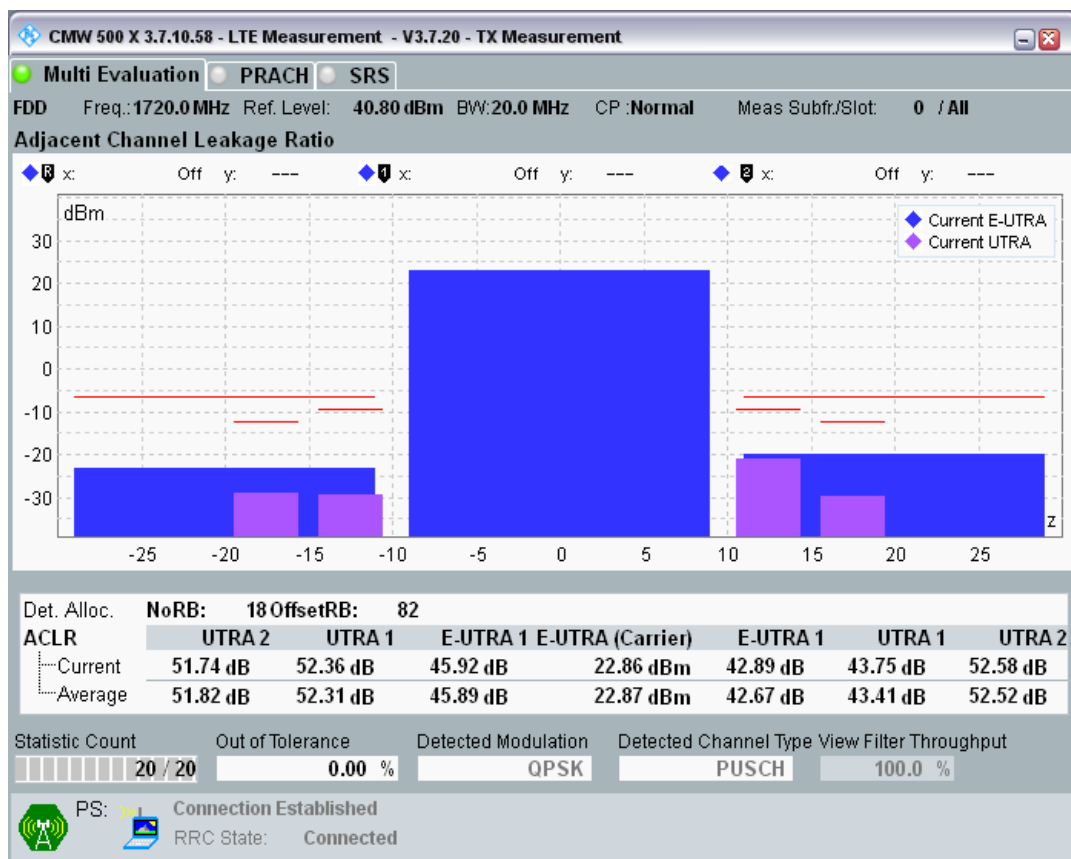 CMW 500 X 3.7.10.58 - LTE Measurement - V3.7.20 - TX Measurement
Multi Evaluation PRACH SRS
FDD Freq.: 1720.0 MHz Ref. Level: 40.80 dBm BW: 20.0 MHz CP : Normal Meas Subfr./Slot: 0 / All
Adjacent Channel Leakage Ratio
R x: Off y: --- 1 x: Off y: --- 2 x: Off y: ---
dBm
Current E-UTRA
Current UTRA
30
20
10
0
-10
-20
-30
z
-25 -20 -15 -10 -5 0 5 10 15 20 25
Det. Alloc. NoRB: 18 OffsetRB: 82
ACLR UTRA 2 UTRA 1 E-UTRA 1 E-UTRA (Carrier) E-UTRA 1 UTRA 1 UTRA 2
Current 51.74 dB 52.36 dB 45.92 dB 22.86 dBm 42.89 dB 43.75 dB 52.58 dB
Average 51.82 dB 52.31 dB 45.89 dB 22.87 dBm 42.67 dB 43.41 dB 52.52 dB
Statistic Count Out of Tolerance Detected Modulation Detected Channel Type View Filter Throughput
20 / 20 0.00 % QPSK PUSCH 100.0 %
PS: Connection Established
RRC State: Connected